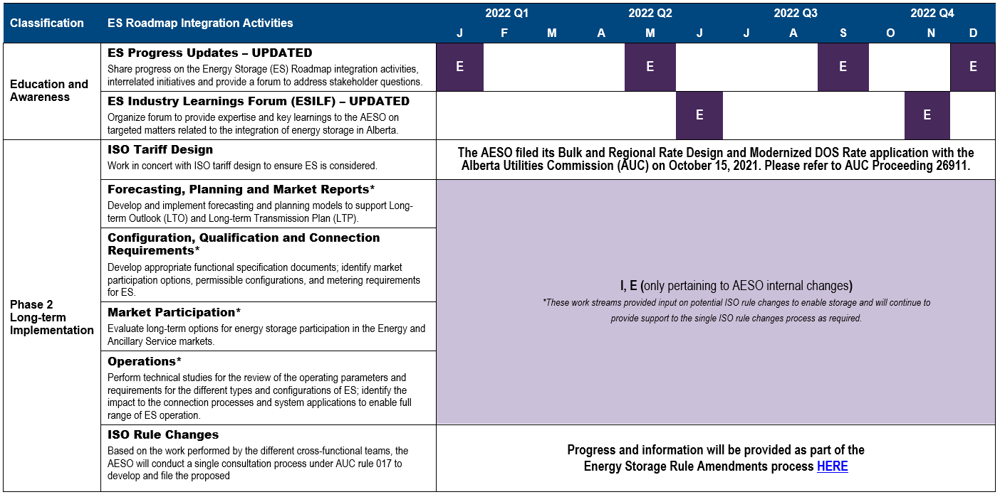 Classification
ES Roadmap Integration Activities
2022 Q1
2022 Q2
2022 Q3
2022 Q4
J F M A M J J A S O N D
Education and
Awareness
ES Progress Updates – UPDATED
Share progress on the Energy Storage (ES) Roadmap integration activities,
interrelated initiatives and provide a forum to address stakeholder questions.
E E E E
ES Industry Learnings Forum (ESILF) – UPDATED
Organize forum to provide expertise and key learnings to the AESO on
targeted matters related to the integration of energy storage in Alberta.
E E
Phase 2
Long-term
Implementation
ISO Tariff Design
Work in concert with ISO tariff design to ensure ES is considered.
The AESO filed its Bulk and Regional Rate Design and Modernized DOS Rate application with the
Alberta Utilities Commission (AUC) on October 15, 2021. Please refer to AUC Proceeding 26911.
Forecasting, Planning and Market Reports*
Develop and implement forecasting and planning models to support Long-
term Outlook (LTO) and Long-term Transmission Plan (LTP).
Configuration, Qualification and Connection
Requirements*
Develop appropriate functional specification documents; identify market
participation options, permissible configurations, and metering requirements
for ES.
Market Participation*
Evaluate long-term options for energy storage participation in the Energy and
Ancillary Service markets.
Operations*
Perform technical studies for the review of the operating parameters and
requirements for the different types and configurations of ES; identify the
impact to the connection processes and system applications to enable full
range of ES operation.
I, E (only pertaining to AESO internal changes)
*These work streams provided input on potential ISO rule changes to enable storage and will continue to
provide support to the single ISO rule changes process as required.
ISO Rule Changes
Based on the work performed by the different cross-functional teams, the
AESO will conduct a single consultation process under AUC rule 017 to
develop and file the proposed
Progress and information will be provided as part of the
Energy Storage Rule Amendments process HERE